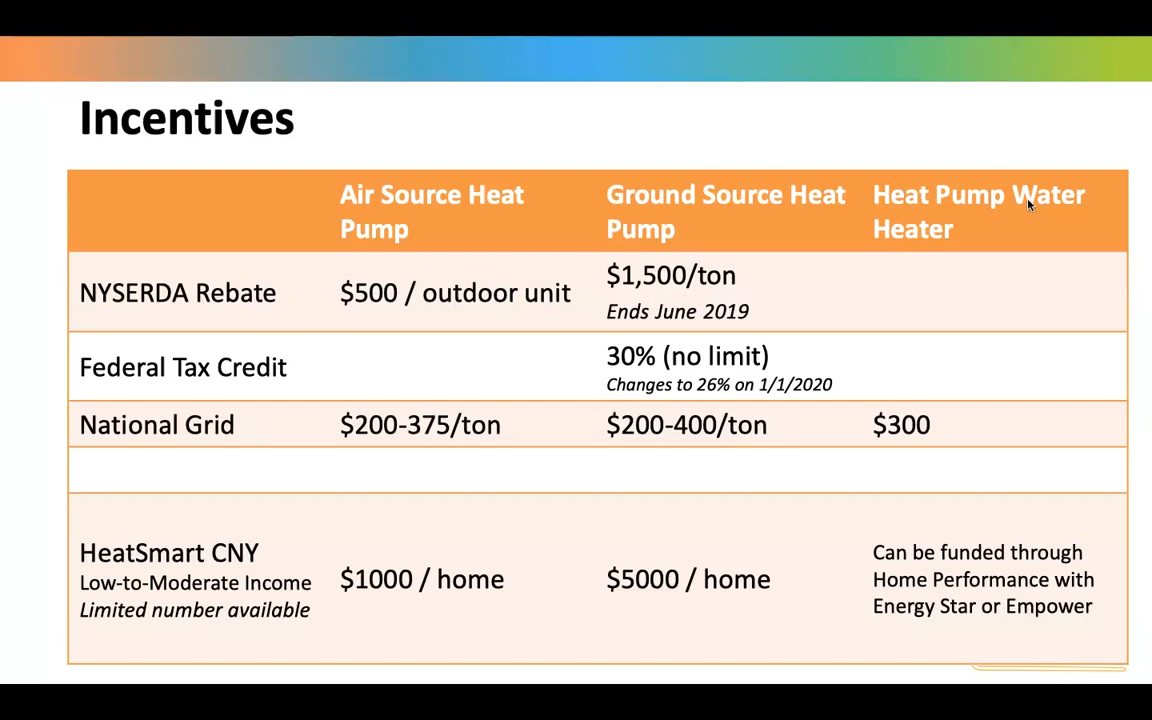 Incentives
Air Source Heat Pump
Ground Source Heat Pump
Heat Pump Water Heater
NYSERDA Rebate
$500 / outdoor unit
$1,500/ton
Ends June 2019
Federal Tax Credit
30% (no limit)
Changes to 26% on 1/1/2020
National Grid
$200-375/ton
$200-400/ton
$300
HeatSmart CNY
Low-to-Moderate Income
Limited number available
$1000 / home
$5000 / home
Can be funded through
Home Performance with
Energy Star or Empower